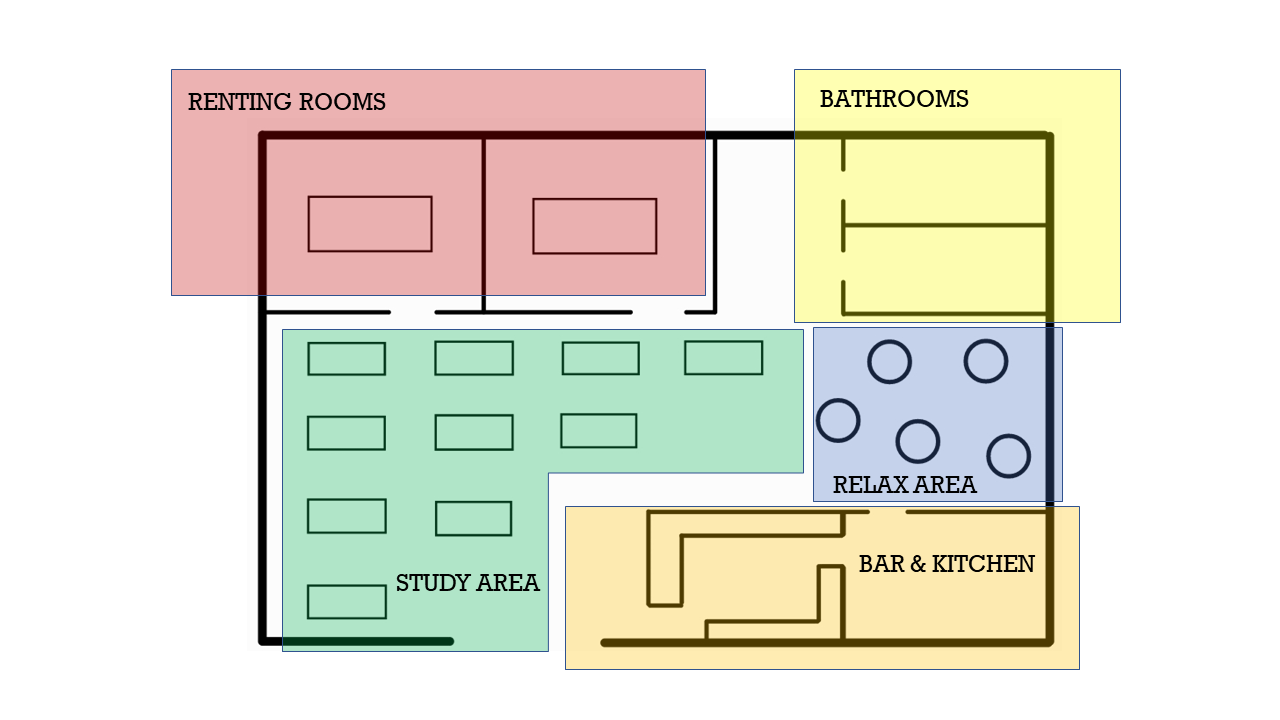 RENTING ROOMS
BATHROOMS
RELAX AREA
BAR & KITCHEN
STUDY AREA